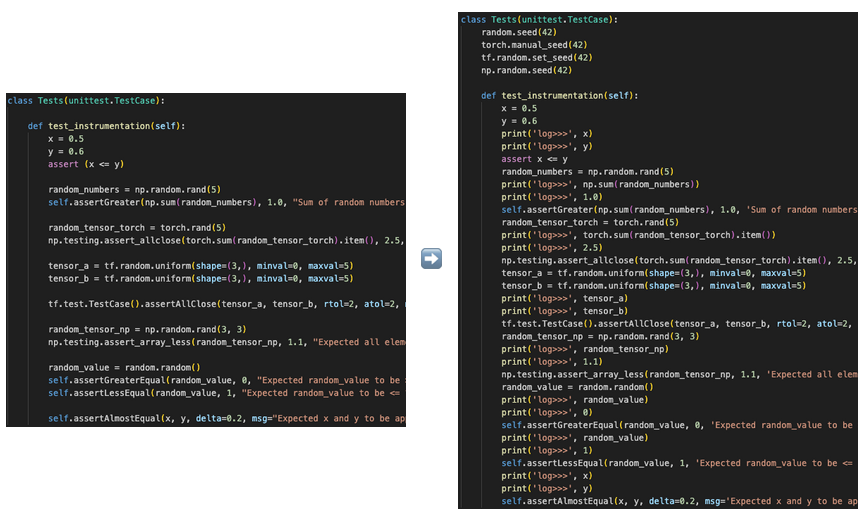 class Tests(unittest.TestCase):
def test_instrumentation(self):
x = 0.5
y = 0.6
assert (x <= y)
random_numbers = np.random.rand(5)
self.assertGreater(np.sum(random_numbers), 1.0, "Sum of random numbers
random_tensor_torch = torch.rand(5)
np.testing.assert_allclose(torch.sum(random_tensor_torch).item(), 2.5,
tensor_a = tf.random.uniform(shape=(3,), minval=0, maxval=5)
tensor_b = tf.random.uniform(shape=(3,), minval=0, maxval=5)
tf.test.TestCase().assertAllClose(tensor_a, tensor_b, rtol=2, atol=2,
random_tensor_np = np.random.rand(3, 3)
np.testing.assert_array_less(random_tensor_np, 1.1, "Expected all elem
random_value = random.random()
self.assertGreaterEqual(random_value, 0, "Expected random_value to be
self.assertLessEqual(random_value, 1, "Expected random_value to be <=
self.assertAlmostEqual(x, y, delta=0.2, msg="Expected x and y to be ap
class Tests(unittest.TestCase):
random.seed(42)
torch.manual_seed(42)
tf.random.set_seed(42)
np.random.seed(42)
def test_instrumentation(self):
x = 0.5
y = 0.6
print('log>>>', x)
print('log>>>', y)
assert x <= y
random_numbers = np.random.rand(5)
print('log>>>', np.sum(random_numbers))
print('log>>>', 1.0)
self.assertGreater(np.sum(random_numbers), 1.0, 'Sum of random numbers
random_tensor_torch = torch.rand(5)
print('log>>>', torch.sum(random_tensor_torch).item())
print('log>>>', 2.5)
np.testing.assert_allclose(torch.sum(random_tensor_torch).item(), 2.5,
tensor_a = tf.random.uniform(shape=(3,), minval=0, maxval=5)
tensor_b = tf.random.uniform(shape=(3,), minval=0, maxval=5)
print('log>>>', tensor_a)
print('log>>>', tensor_b)
tf.test.TestCase().assertAllClose(tensor_a, tensor_b, rtol=2, atol=2,
random_tensor_np = np.random.rand(3, 3)
print('log>>>', random_tensor_np)
print('log>>>', 1.1)
np.testing.assert_array_less(random_tensor_np, 1.1, 'Expected all elem
random_value = random.random()
print('log>>>', random_value)
print('log>>>', 0)
self.assertGreaterEqual(random_value, 0, 'Expected random_value to be
print('log>>>', random_value)
print('log>>>', 1)
self.assertLessEqual(random_value, 1, 'Expected random_value to be <=
print('log>>>', x)
print('log>>>', y)
self.assertAlmostEqual(x, y, delta=0.2, msg='Expected x and y to be ap